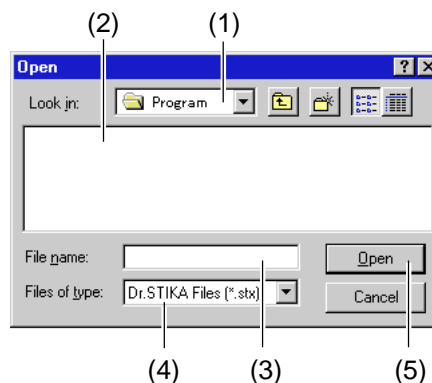 (2) (1)
Open
Look in: Program
File name: Open
Files of type: Dr.STIKA Files (*.stx) Cancel
(4) (3) (5)